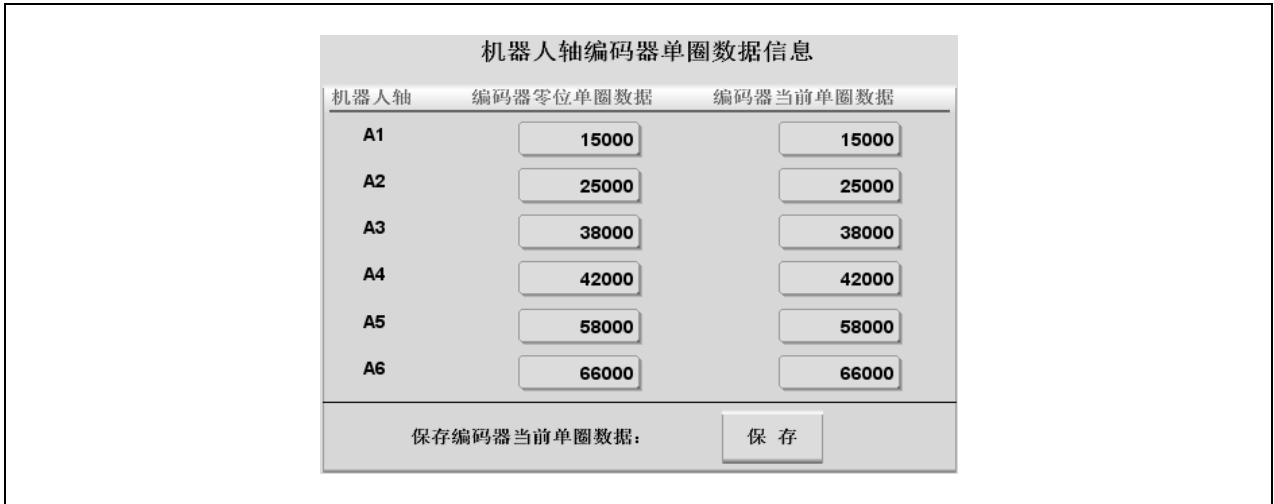 机器人轴编码器单圈数据信息
机器人轴 编码器零位单圈数据 编码器当前单圈数据
A1 15000 15000
A2 25000 25000
A3 38000 38000
A4 42000 42000
A5 58000 58000
A6 66000 66000
保存编码器当前单圈数据： 保 存